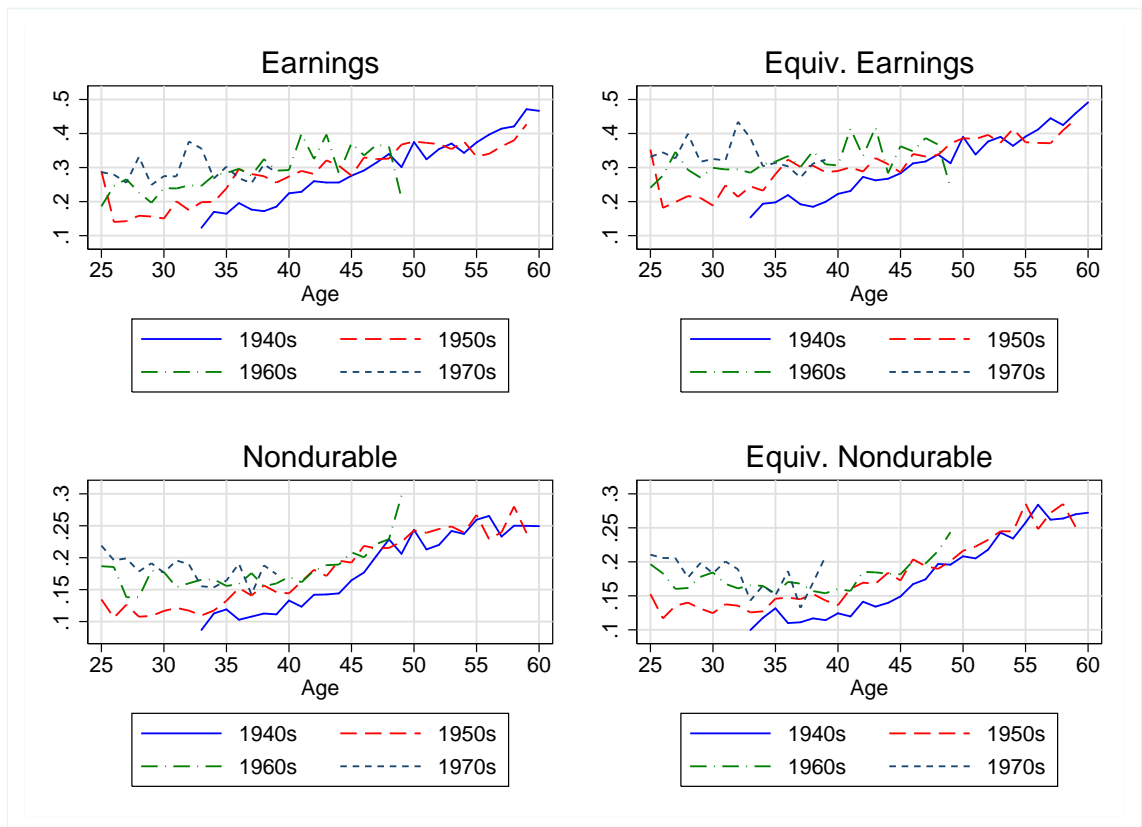 Earnings
.1 .2 .3 .4 .5
25 30 35 40 45 50 55 60
Age
1940s 1950s
1960s 1970s
Equiv. Earnings
.1 .2 .3 .4 .5
25 30 35 40 45 50 55 60
Age
1940s 1950s
1960s 1970s
Nondurable
.1 .15 .2 .25 .3
25 30 35 40 45 50 55 60
Age
1940s 1950s
1960s 1970s
Equiv. Nondurable
.1 .15 .2 .25 .3
25 30 35 40 45 50 55 60
Age
1940s 1950s
1960s 1970s